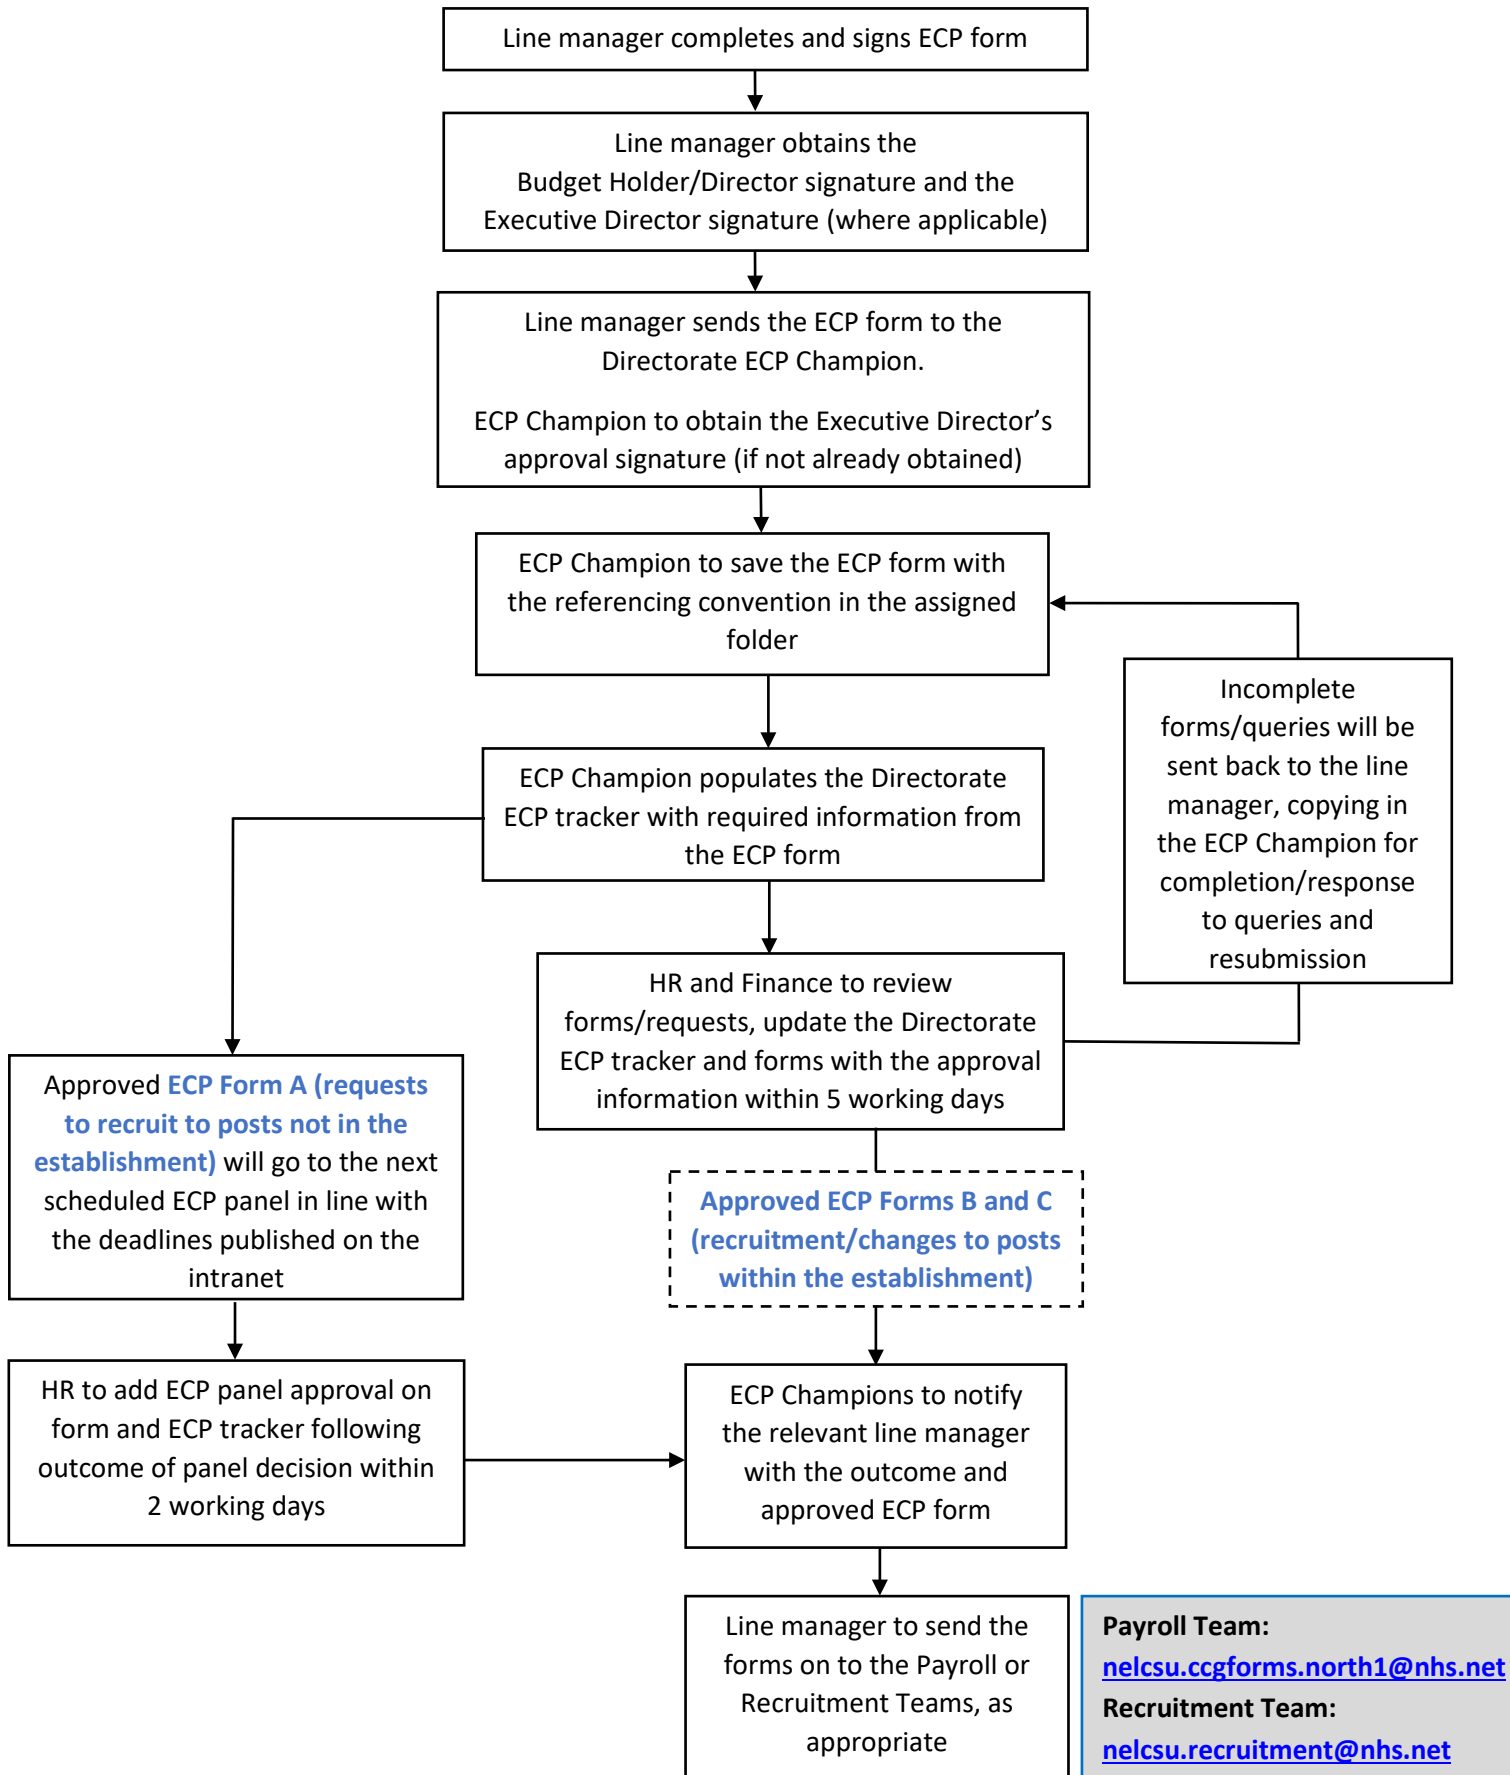 Line manager completes and signs ECP form
Line manager obtains the
Budget Holder/Director signature and the
Executive Director signature (where applicable)
Line manager sends the ECP form to the
Directorate ECP Champion.
ECP Champion to obtain the Executive Director’s
approval signature (if not already obtained)
ECP Champion to save the ECP form with
the referencing convention in the assigned
folder
Incomplete
forms/queries will be
sent back to the line
manager, copying in
the ECP Champion for
completion/response
to queries and
resubmission
ECP Champion populates the Directorate
ECP tracker with required information from
the ECP form
HR and Finance to review
forms/requests, update the Directorate
ECP tracker and forms with the approval
information within 5 working days
Approved ECP Form A (requests
to recruit to posts not in the
establishment) will go to the next
scheduled ECP panel in line with
the deadlines published on the
intranet
Approved ECP Forms B and C
(recruitment/changes to posts
within the establishment)
HR to add ECP panel approval on
form and ECP tracker following
outcome of panel decision within
2 working days
ECP Champions to notify
the relevant line manager
with the outcome and
approved ECP form
Line manager to send the
forms on to the Payroll or
Recruitment Teams, as
appropriate
Payroll Team:
nelcsu.ccgforms.north1@nhs.net
Recruitment Team:
nelcsu.recruitment@nhs.net